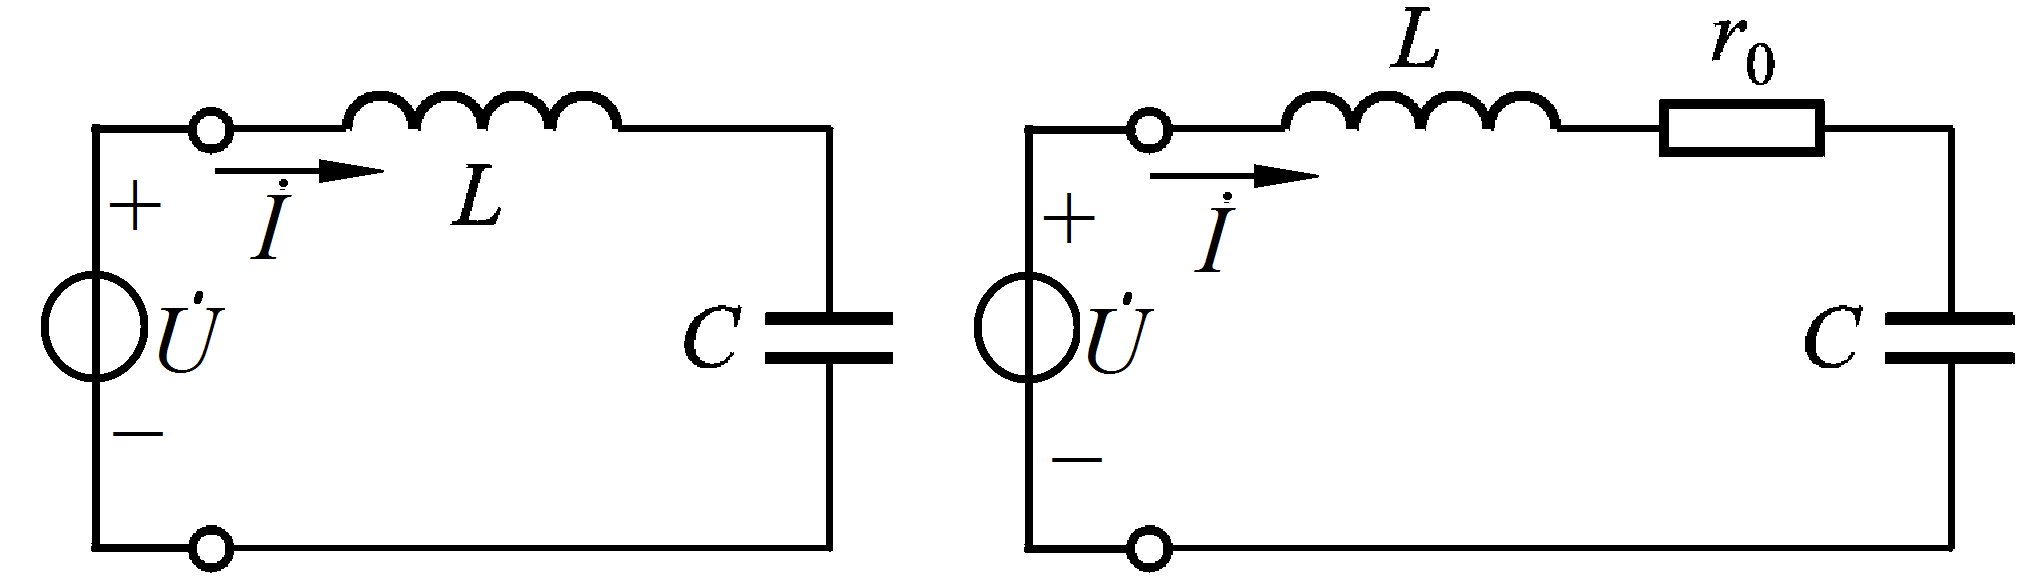 L r₀
+ İ L + İ
U̇ C U̇ C
− −